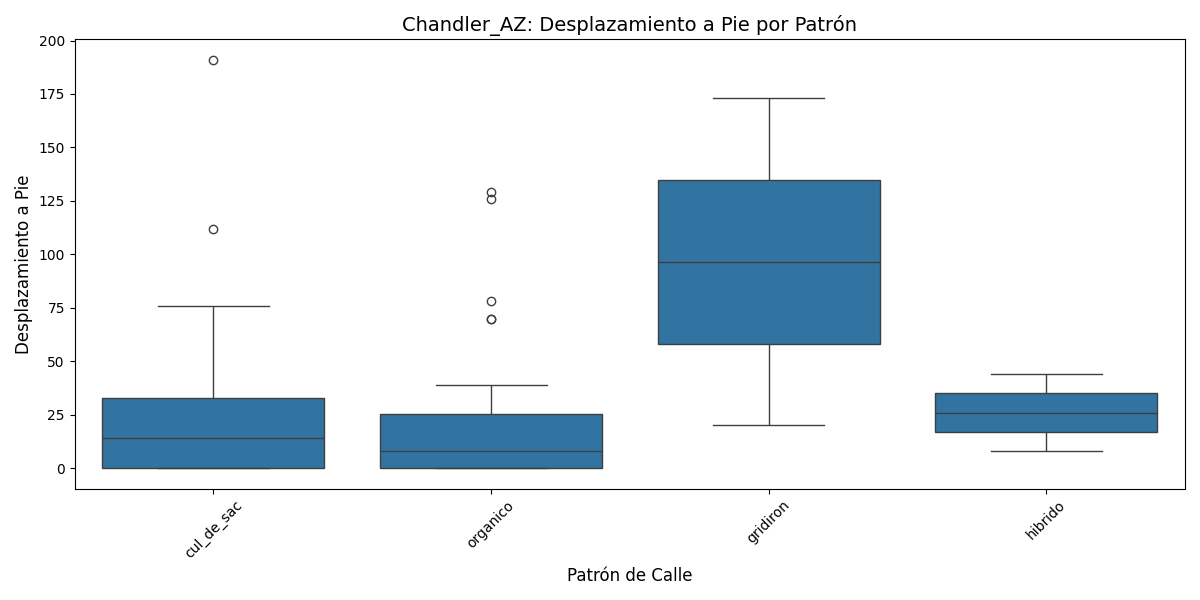 Chandler_AZ: Desplazamiento a Pie por Patrón
Desplazamiento a Pie
200
175
150
125
100
75
50
25
0
cul_de_sac
organico
gridiron
hibrido
Patrón de Calle